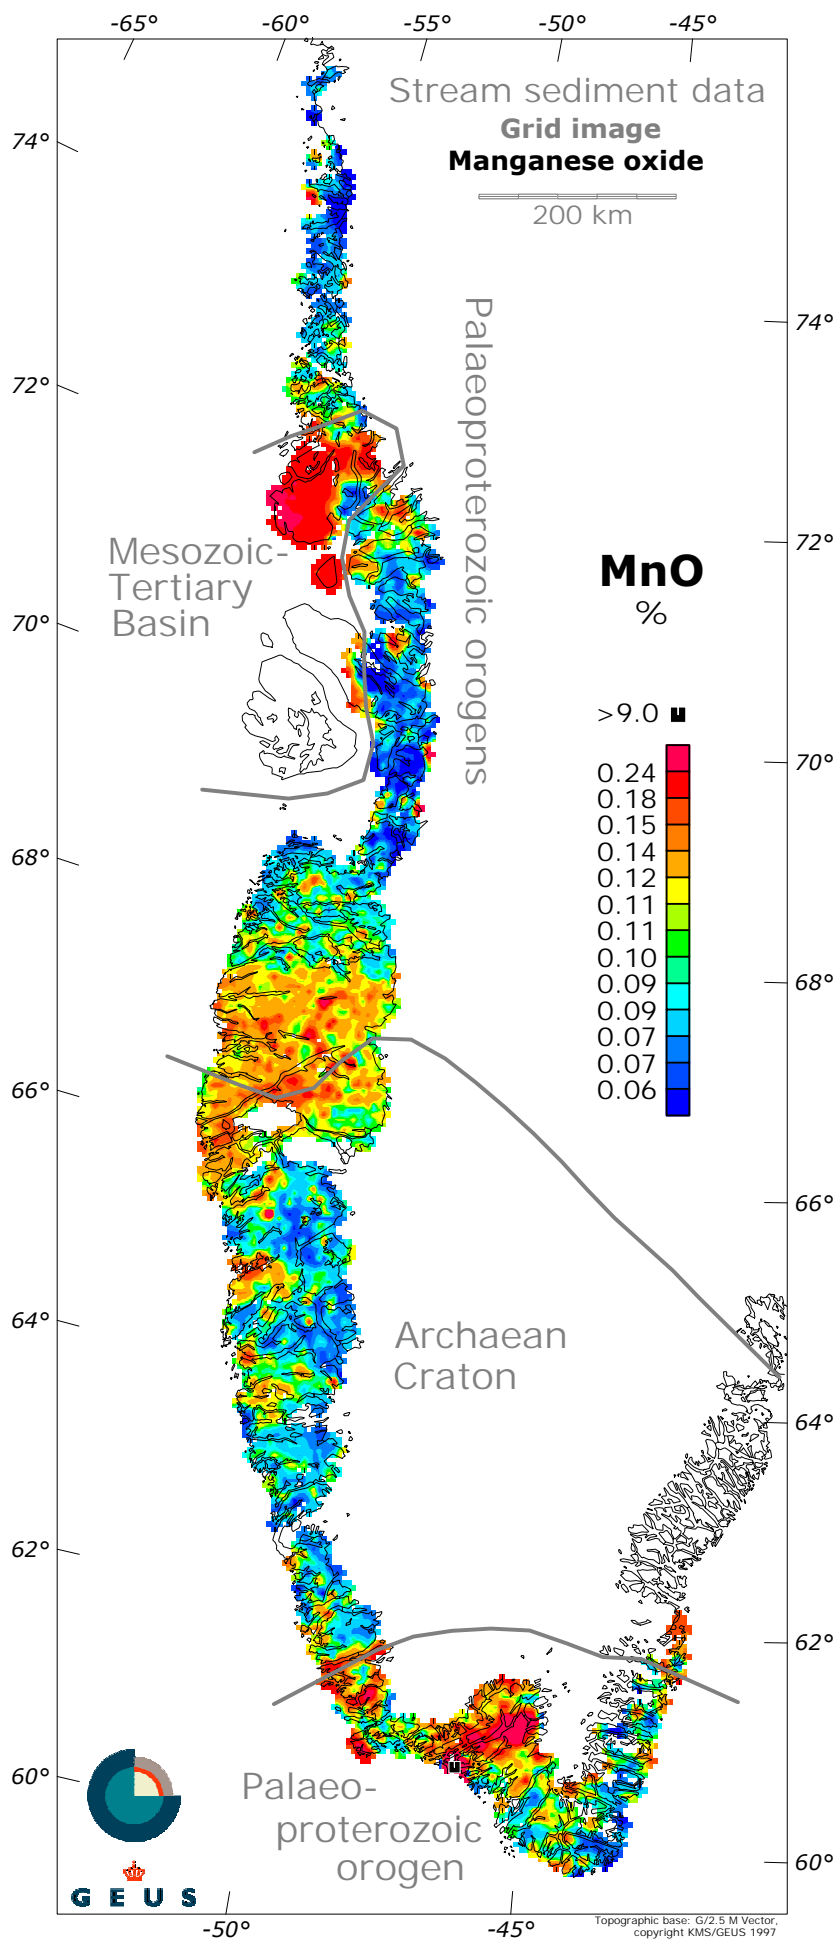 -65° -60° -55° -50° -45°
Stream sediment data
Grid image
Manganese oxide
200 km
74°
74°
72°
72°
Palaeoproterozoic orogens
Mesozoic-
Tertiary
Basin
MnO
%
70°
70°
>9.0
0.24
0.18
0.15
0.14
0.12
0.11
0.11
0.10
0.09
0.09
0.07
0.07
0.06
68°
68°
66°
66°
Archaean
Craton
64°
64°
62°
62°
60°
60°
Palaeo-
proterozoic
orogen
GEUS
-50° -45°
Topographic base: G/2.5 M Vector,
copyright KMS/GEUS 1997